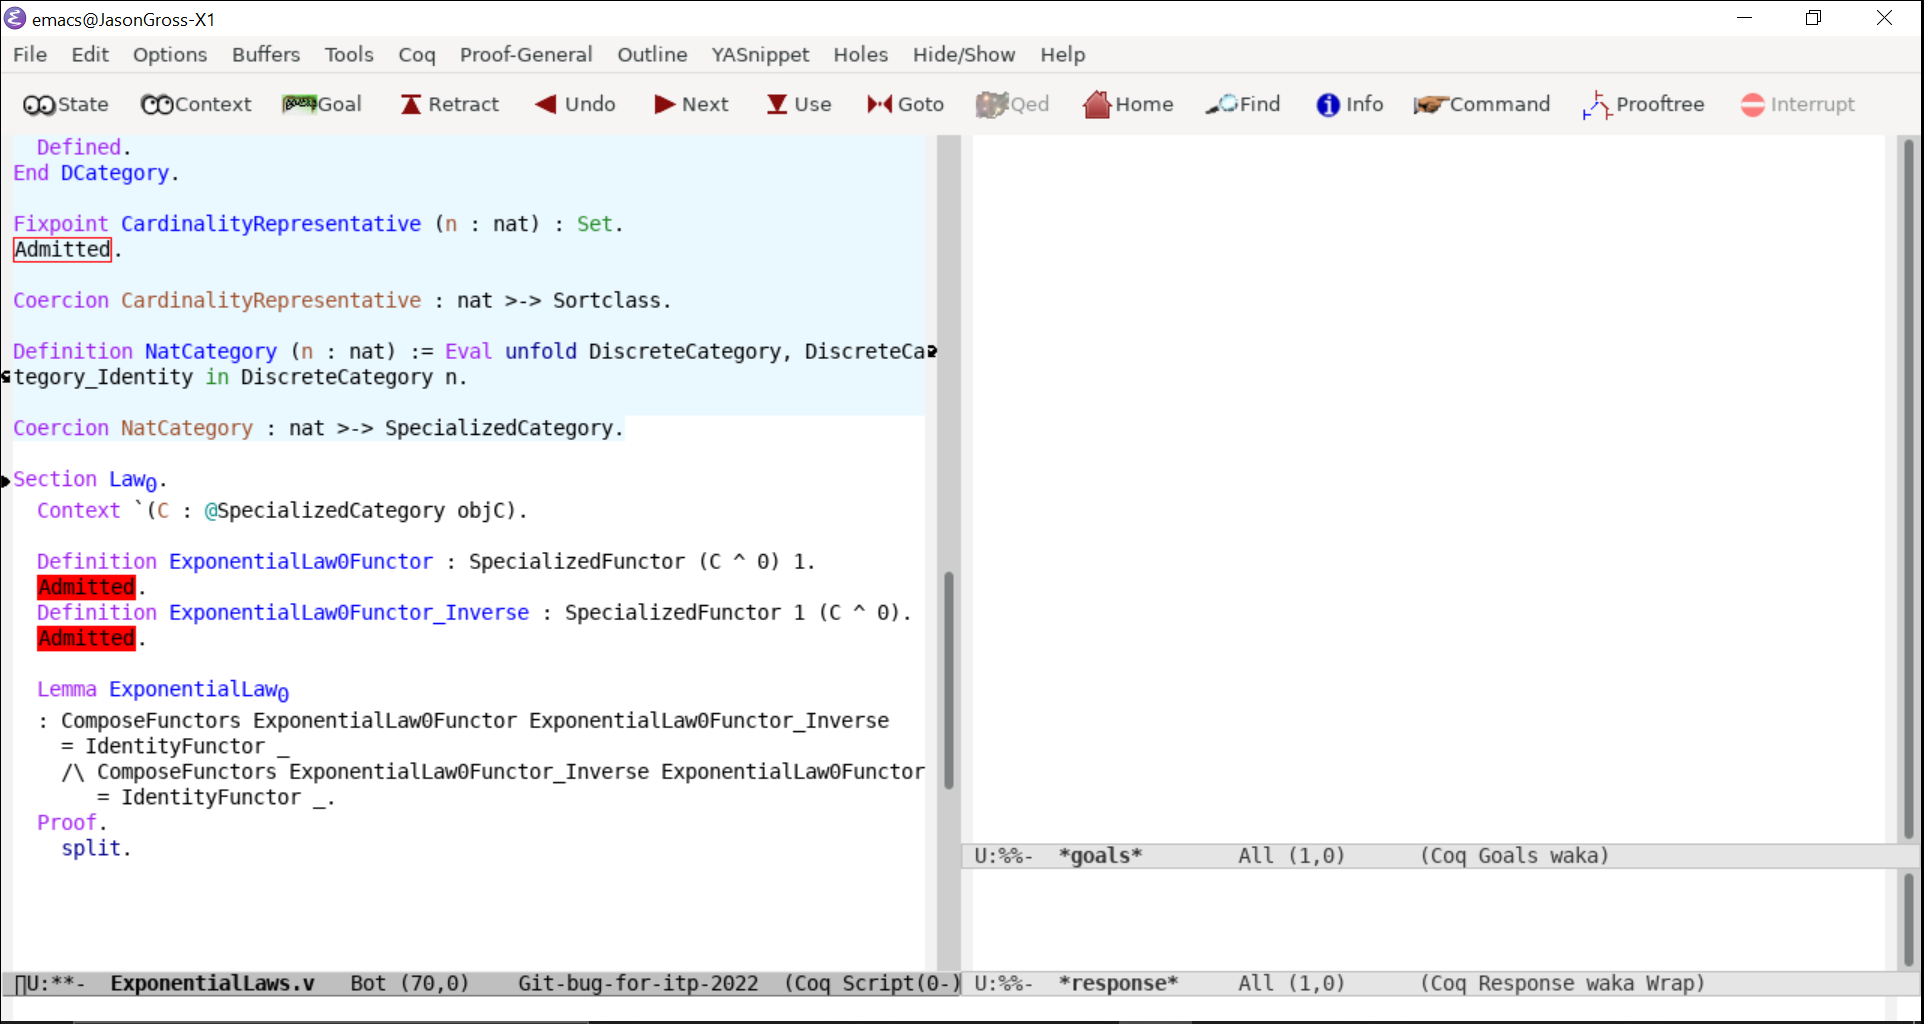 emacs@JasonGross-X1
File Edit Options Buffers Tools Coq Proof-General Outline YASnippet Holes Hide/Show Help
State Context Goal Retract Undo Next Use Goto Qed Home Find Info Command Prooftree Interrupt
Defined.
End DCategory.
Fixpoint CardinalityRepresentative (n : nat) : Set.
Admitted.
Coercion CardinalityRepresentative : nat >-> Sortclass.
Definition NatCategory (n : nat) := Eval unfold DiscreteCategory, DiscreteCa
tegory_Identity in DiscreteCategory n.
Coercion NatCategory : nat >-> SpecializedCategory.
Section Law₀.
Context `(C : @SpecializedCategory objC).
Definition ExponentialLaw0Functor : SpecializedFunctor (C ^ 0) 1.
Admitted.
Definition ExponentialLaw0Functor_Inverse : SpecializedFunctor 1 (C ^ 0).
Admitted.
Lemma ExponentialLaw₀
: ComposeFunctors ExponentialLaw0Functor ExponentialLaw0Functor_Inverse
= IdentityFunctor _
/\ ComposeFunctors ExponentialLaw0Functor_Inverse ExponentialLaw0Functor
= IdentityFunctor _.
Proof.
split.
U:**- ExponentialLaws.v Bot (70,0) Git-bug-for-itp-2022 (Coq Script(0-)
U:%%- *goals* All (1,0) (Coq Goals waka)
U:%%- *response* All (1,0) (Coq Response waka Wrap)